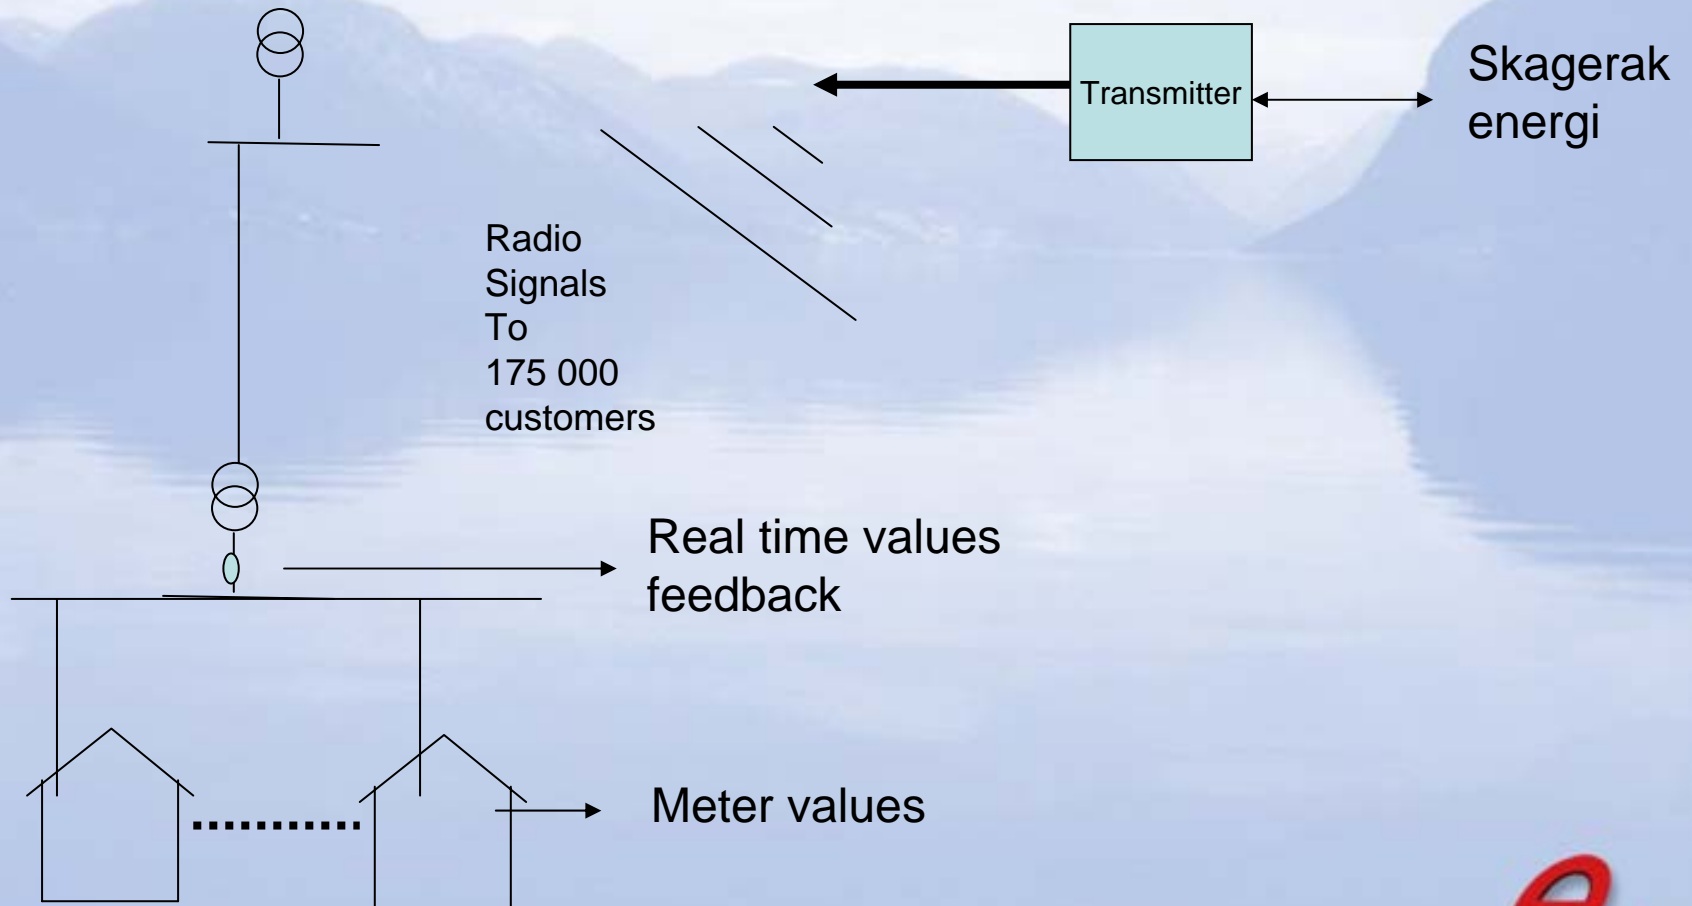 Transmitter
Skagerak
energi
Radio
Signals
To
175 000
customers
Real time values
feedback
Meter values